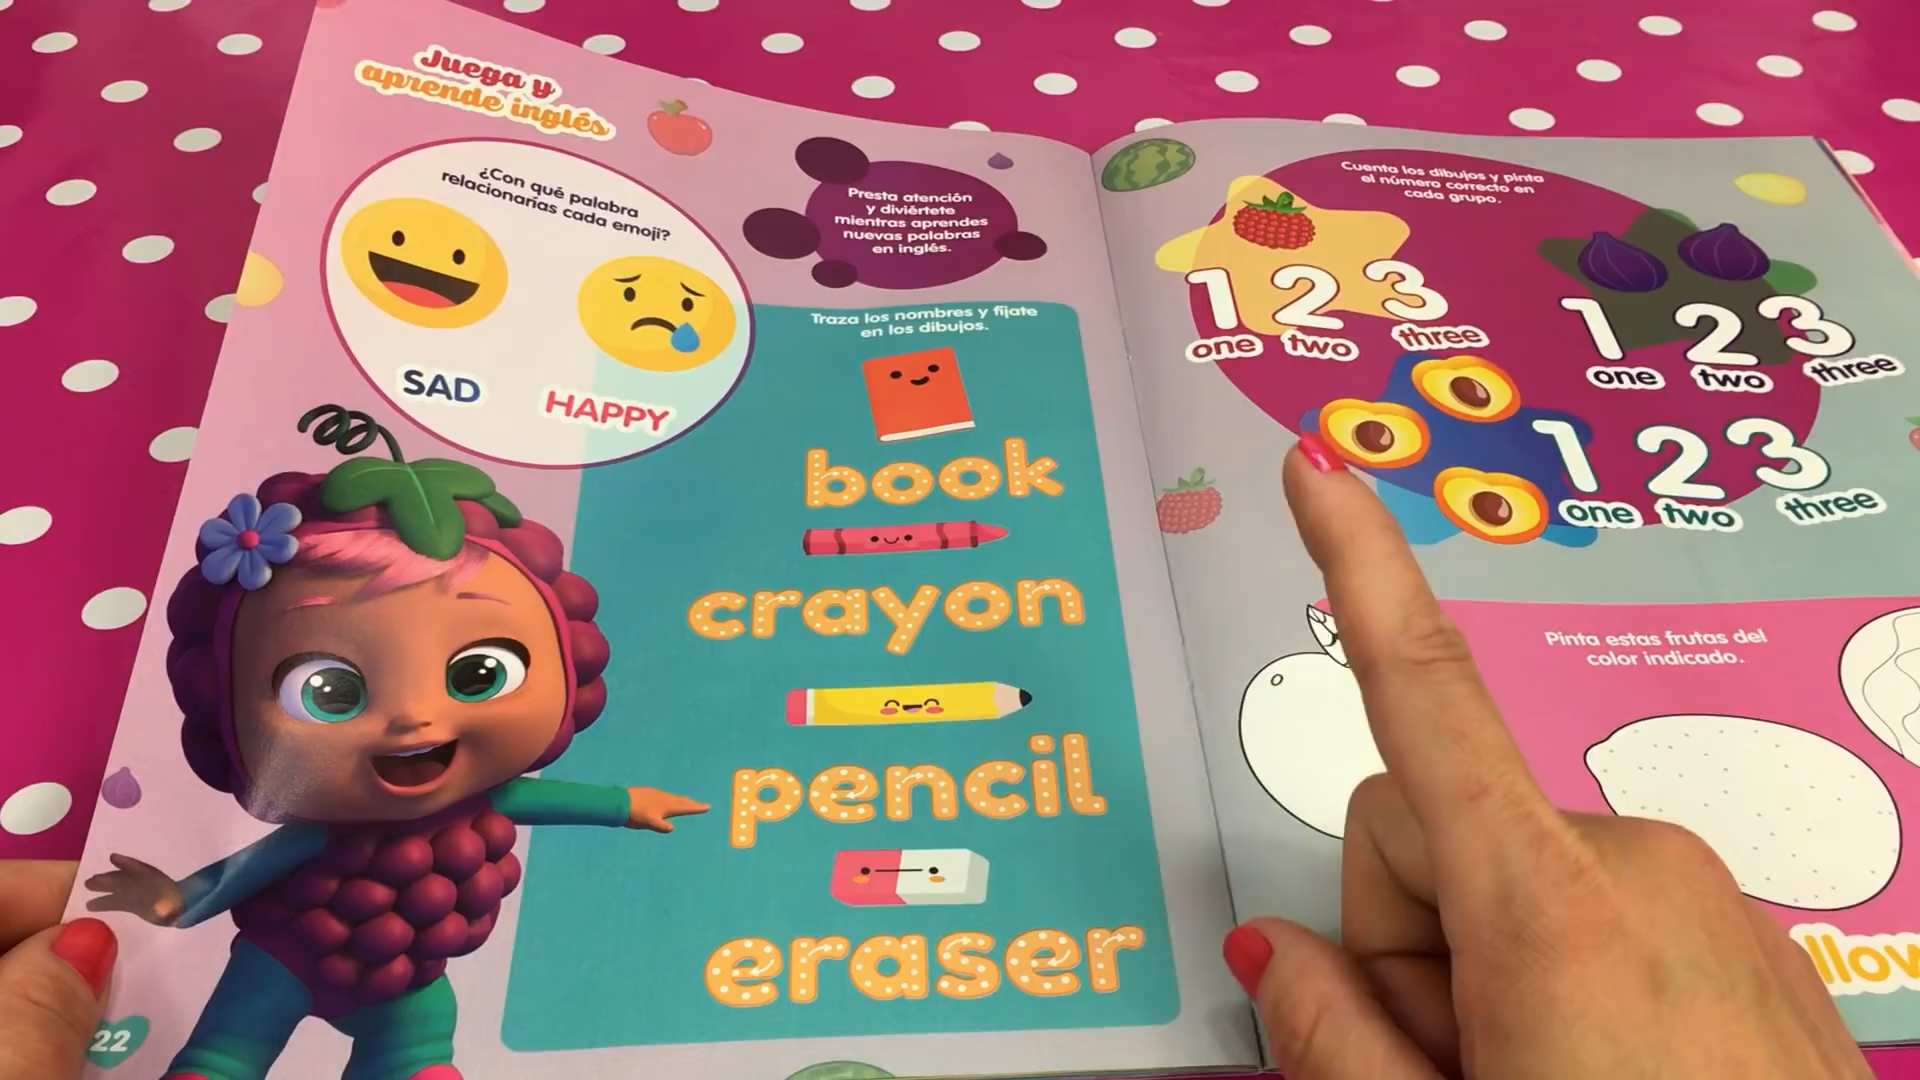 Juega y
aprende inglés
¿Con qué palabra
relacionarías cada emoji?
SAD
HAPPY
Presta atención
y diviértete
mientras aprendes
nuevas palabras
en inglés.
Traza los nombres y fíjate
en los dibujos.
book
crayon
pencil
eraser
22
Cuenta los dibujos y pinta
el número correcto en
cada grupo.
1 2 3
one two three
1 2 3
one two three
1 2 3
one two three
Pinta estas frutas del
color indicado.